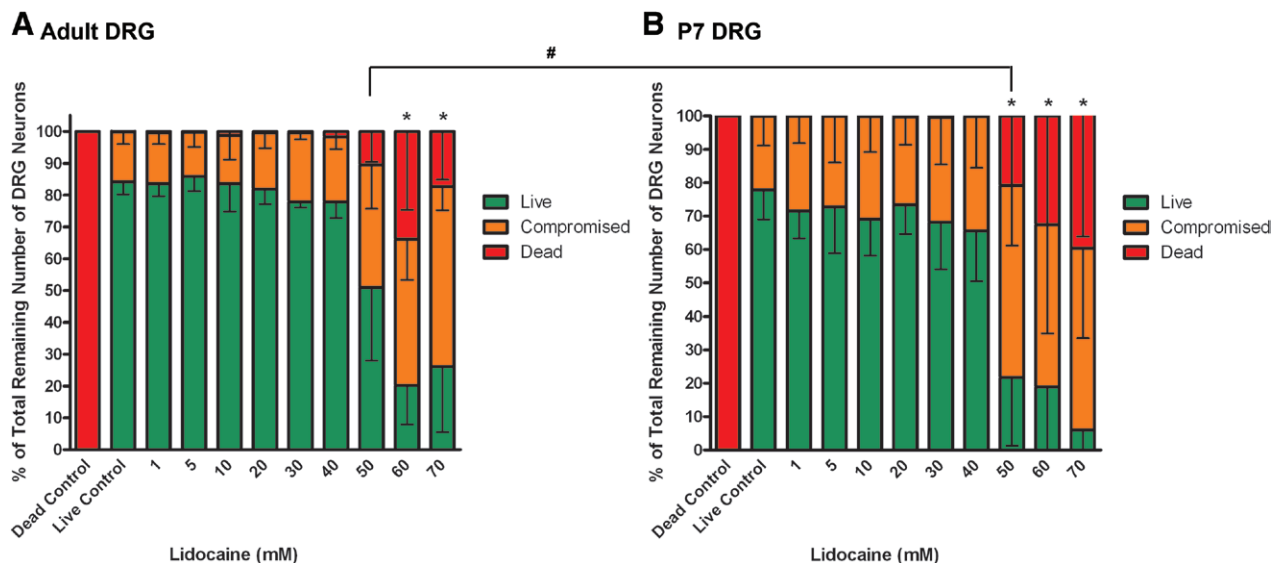 A Adult DRG
B P7 DRG
#
% of Total Remaining Number of DRG Neurons
100
90
80
70
60
50
40
30
20
10
0
* *
Dead Control
Live Control
1
5
10
20
30
40
50
60
70
Lidocaine (mM)
Live
Compromised
Dead
% of Total Remaining Number of DRG Neurons
100
90
80
70
60
50
40
30
20
10
0
* * *
Dead Control
Live Control
1
5
10
20
30
40
50
60
70
Lidocaine (mM)
Live
Compromised
Dead